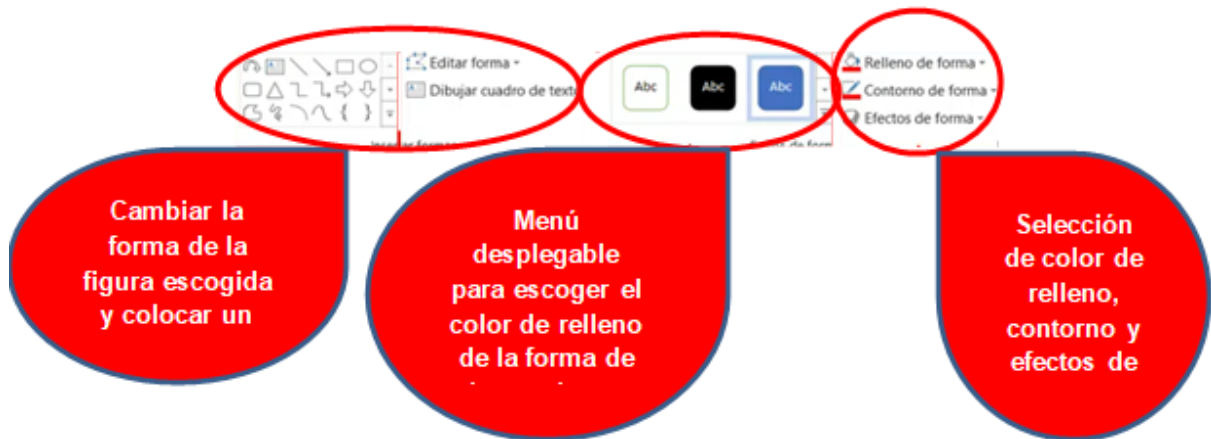 Editar forma
Dibujar cuadro de texto
Abc
Abc
Abc
Relleno de forma
Contorno de forma
Efectos de forma
Cambiar la
forma de la
figura escogida
y colocar un
Menú
desplegable
para escoger el
color de relleno
de la forma de
Selección
de color de
relleno,
contorno y
efectos de